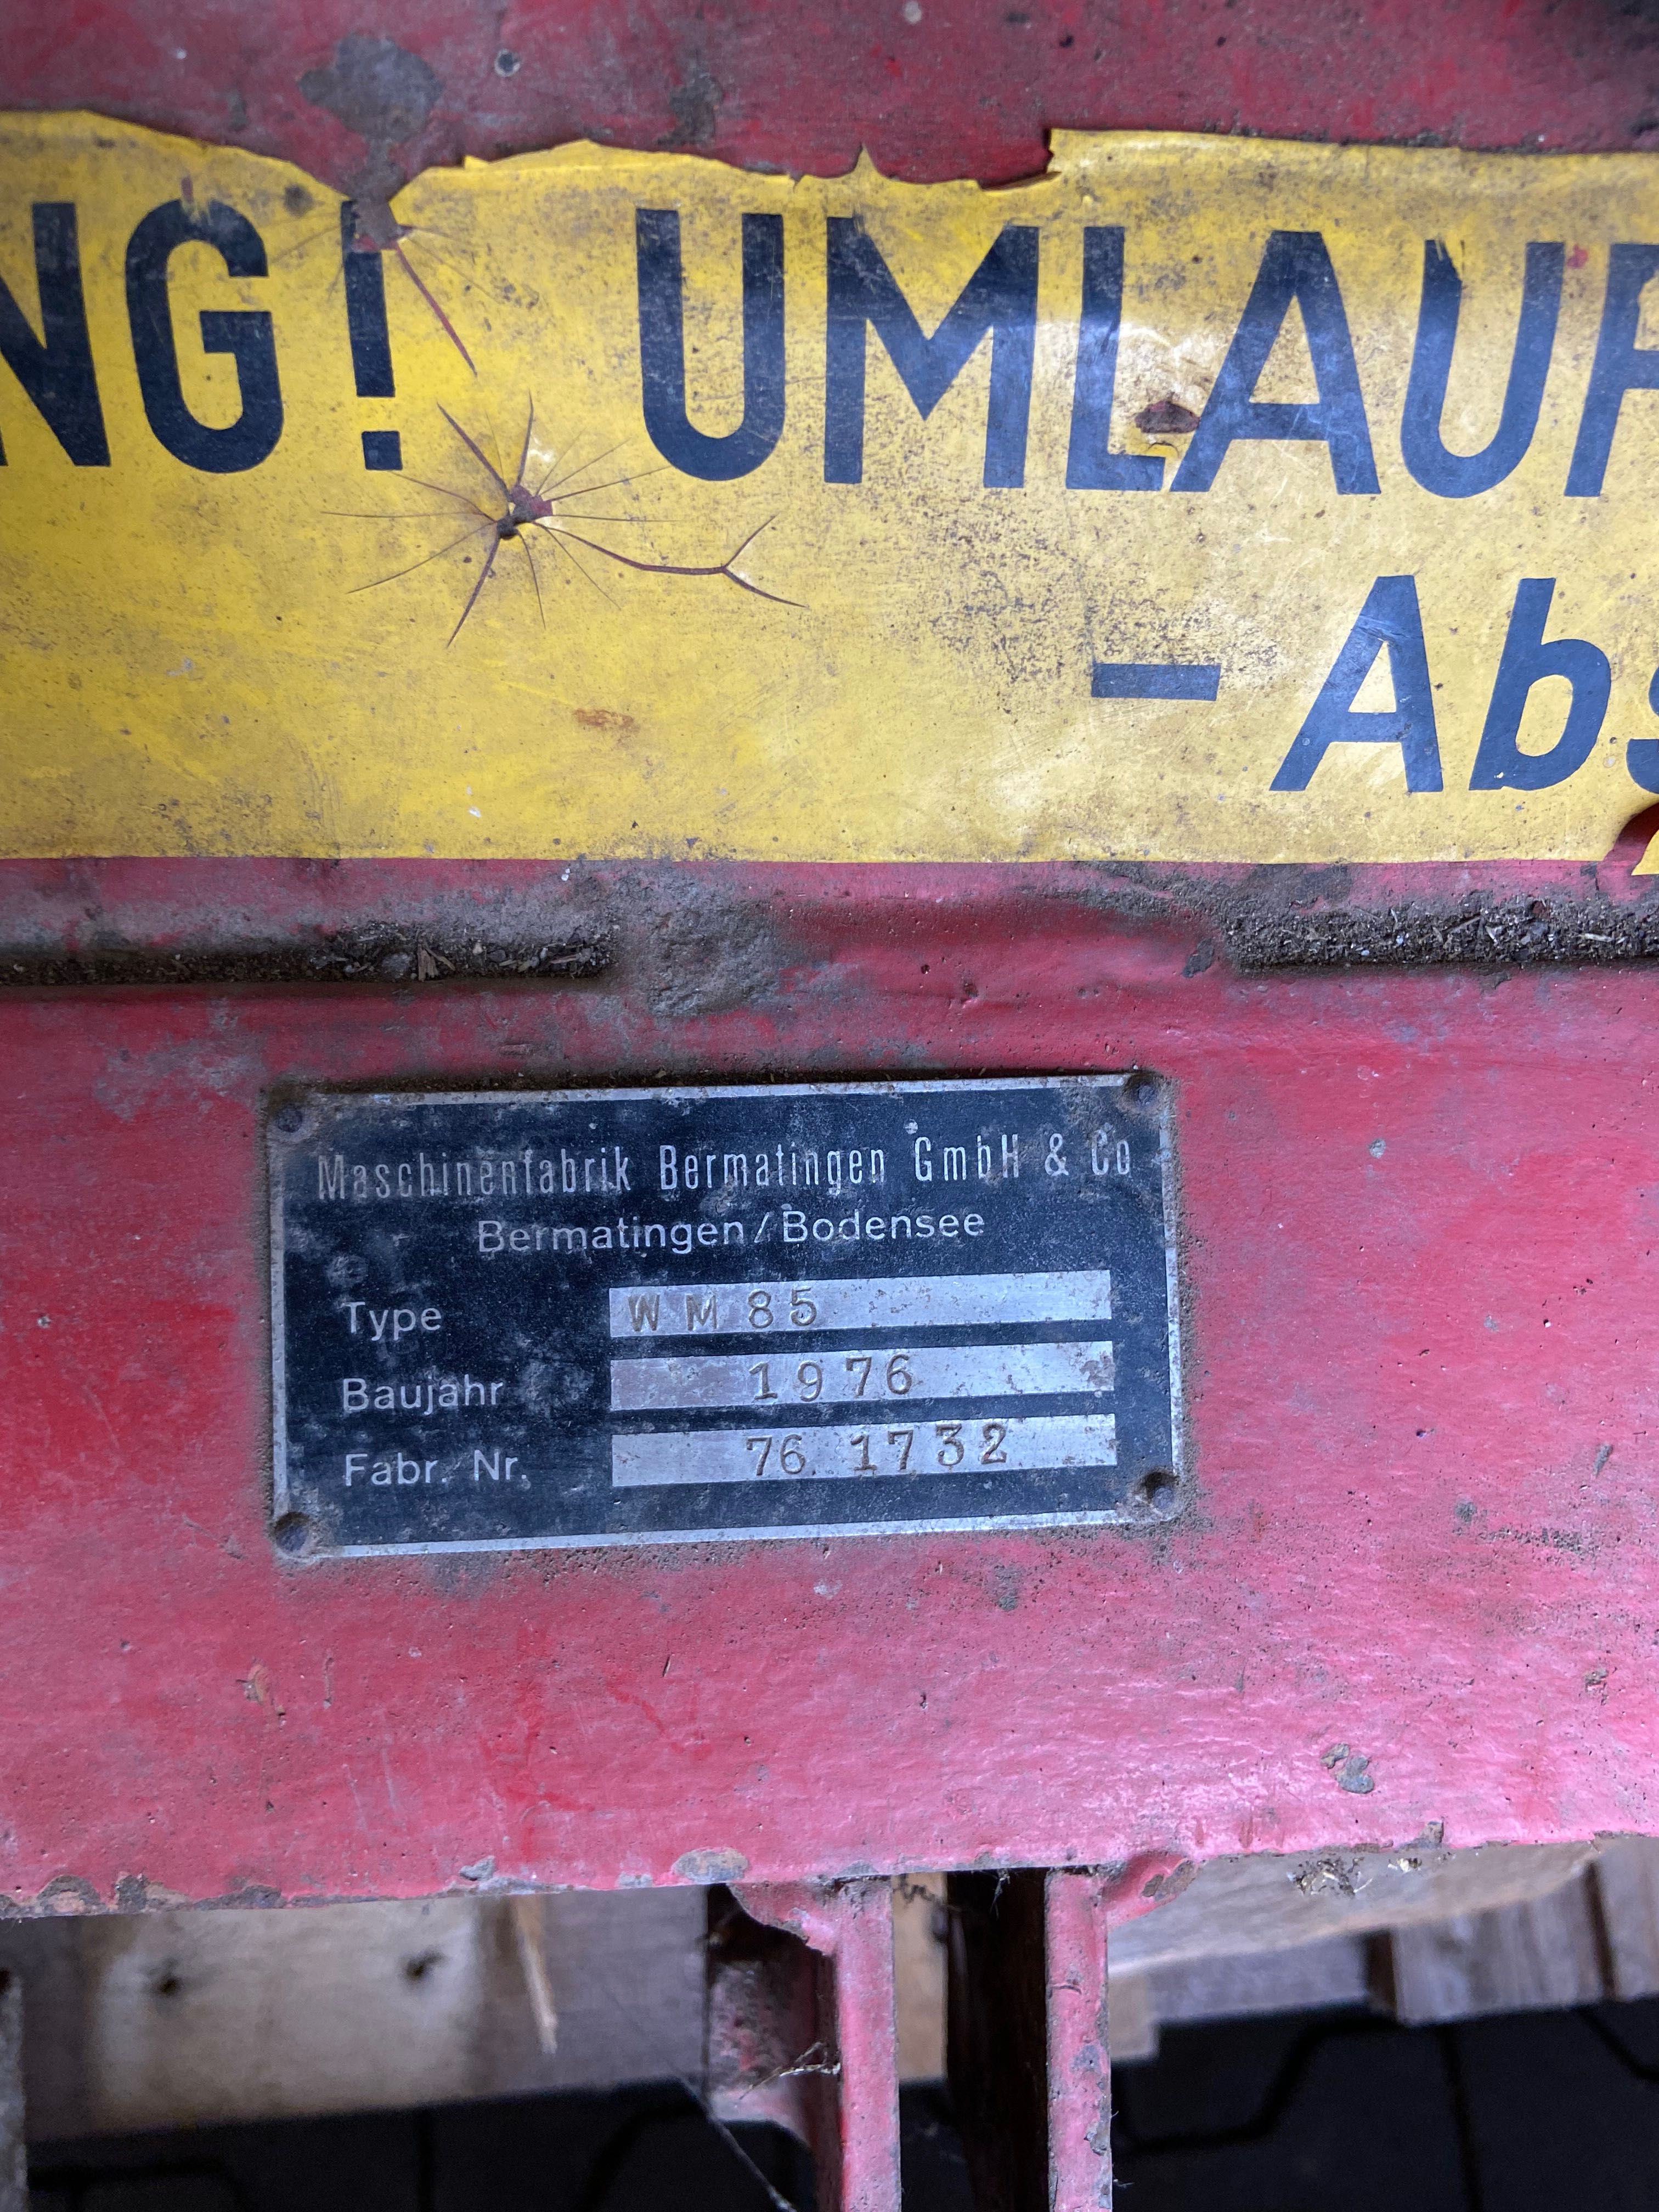 NG! UMLAUF
- Abs
Maschinenfabrik Bermatingen GmbH & Co
Bermatingen/Bodensee
Type WM 85
Baujahr 1976
Fabr. Nr. 76 1732